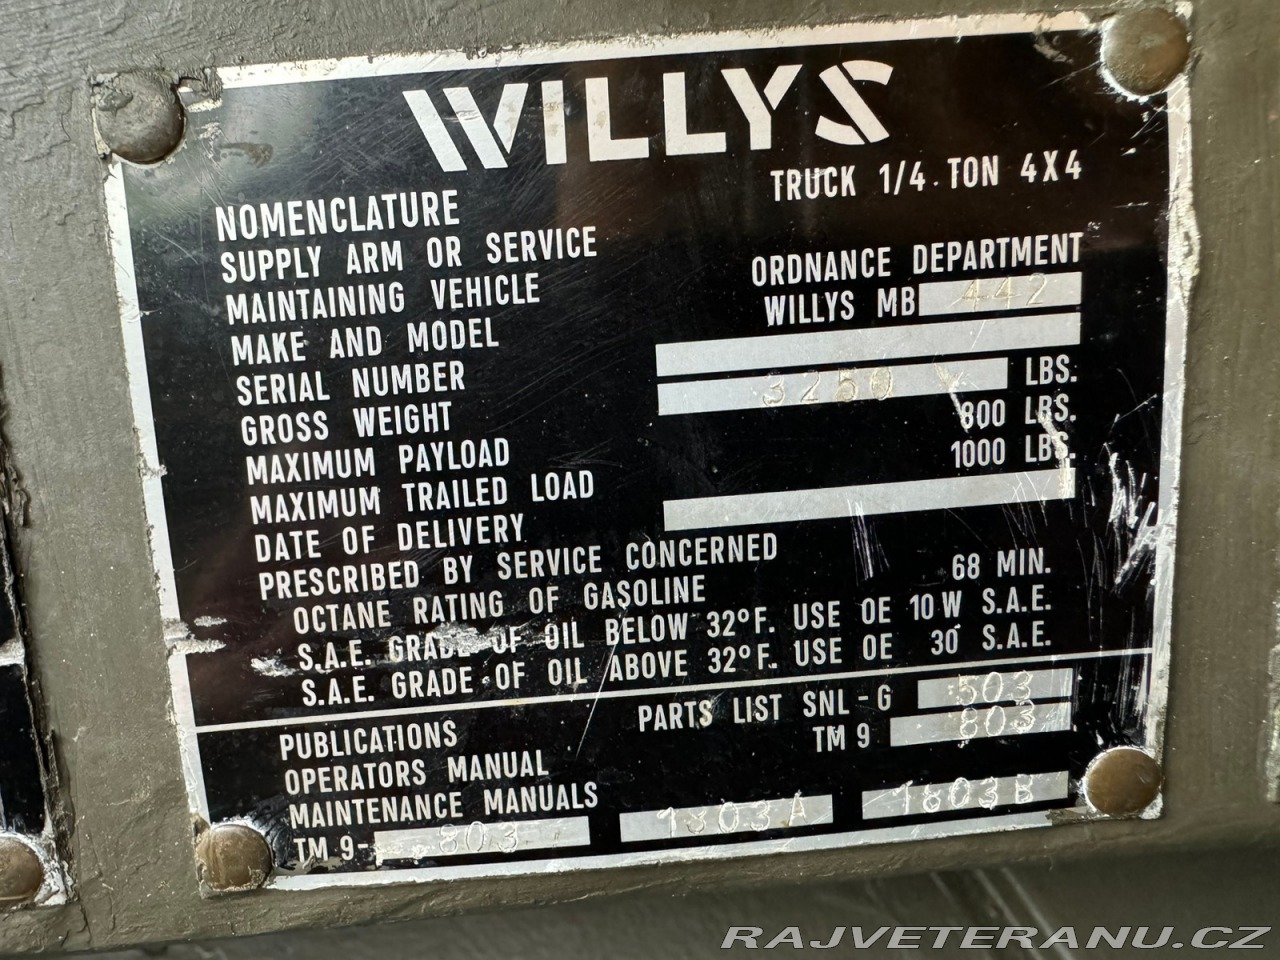 WILLYS
NOMENCLATURE TRUCK 1/4 TON 4X4
SUPPLY ARM OR SERVICE
MAINTAINING VEHICLE ORDNANCE DEPARTMENT
MAKE AND MODEL WILLYS MB 442
SERIAL NUMBER
GROSS WEIGHT 3250 LBS.
MAXIMUM PAYLOAD 800 LBS.
MAXIMUM TRAILED LOAD 1000 LBS.
DATE OF DELIVERY
PRESCRIBED BY SERVICE CONCERNED
OCTANE RATING OF GASOLINE 68 MIN.
S.A.E. GRADE OF OIL BELOW 32°F. USE OE 10W S.A.E.
S.A.E. GRADE OF OIL ABOVE 32°F. USE OE 30 S.A.E.
PUBLICATIONS PARTS LIST SNL-G 503
OPERATORS MANUAL TM 9 803
MAINTENANCE MANUALS
TM 9- 803 1803A 1803B
RAJVETERANU.CZ